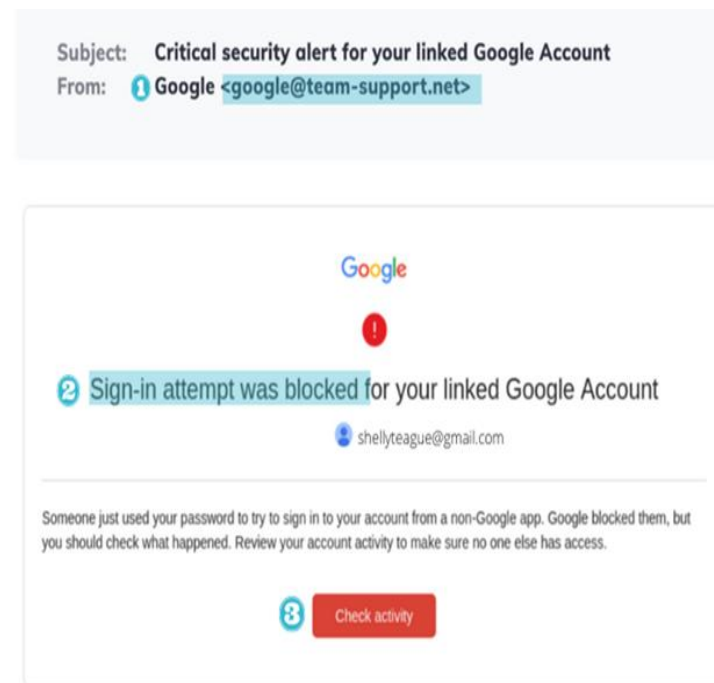 Subject: Critical security alert for your linked Google Account
From: 1 Google <google@team-support.net>
Google
!
2 Sign-in attempt was blocked for your linked Google Account
shellyteague@gmail.com
Someone just used your password to try to sign in to your account from a non-Google app. Google blocked them, but
you should check what happened. Review your account activity to make sure no one else has access.
3 Check activity